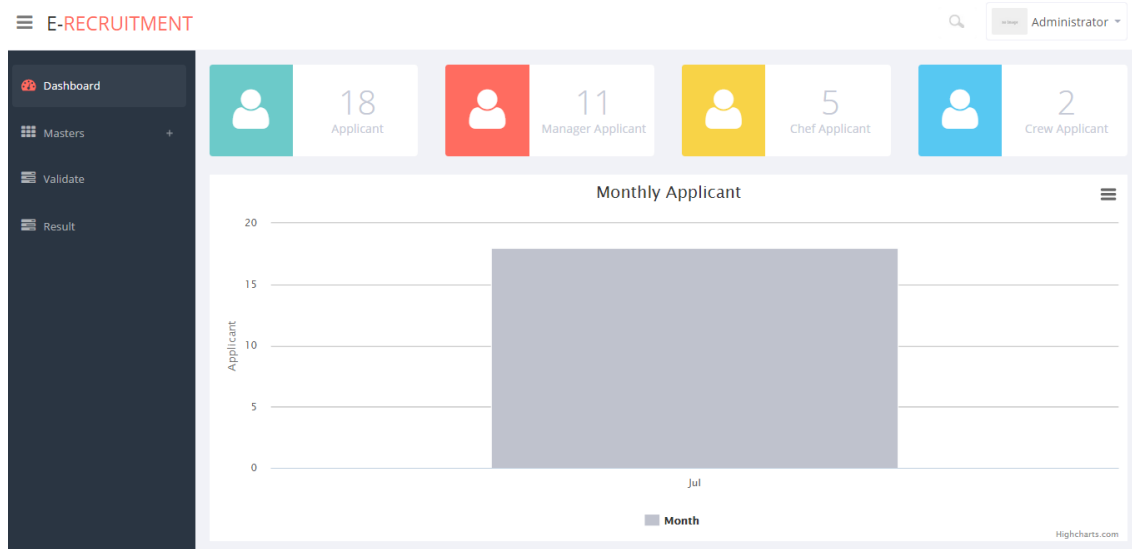 E-RECRUITMENT
Administrator
Dashboard
Masters +
Validate
Result
18
Applicant
11
Manager Applicant
5
Chef Applicant
2
Crew Applicant
Monthly Applicant
Applicant
20
15
10
5
0
Jul
Month
Highcharts.com